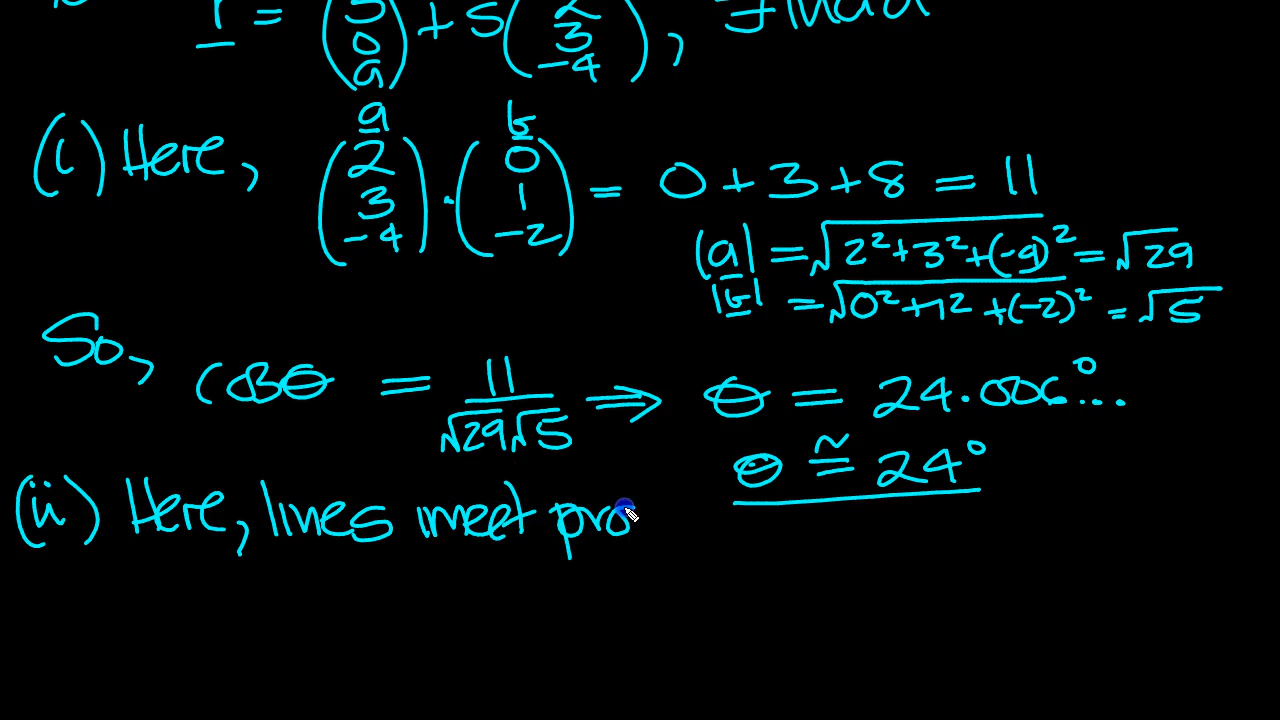 r = (5 0 a) + s(2 3 -4), Find
(i) Here, a (2 3 -4) · b (0 1 -2) = 0 + 3 + 8 = 11
|a| = √2² + 3² + (-4)² = √29
|b| = √0² + 1² + (-2)² = √5
So, cosθ = 11/√29√5 ⇒ θ = 24.006°...
θ ≅ 24°
(ii) Here, lines meet pro